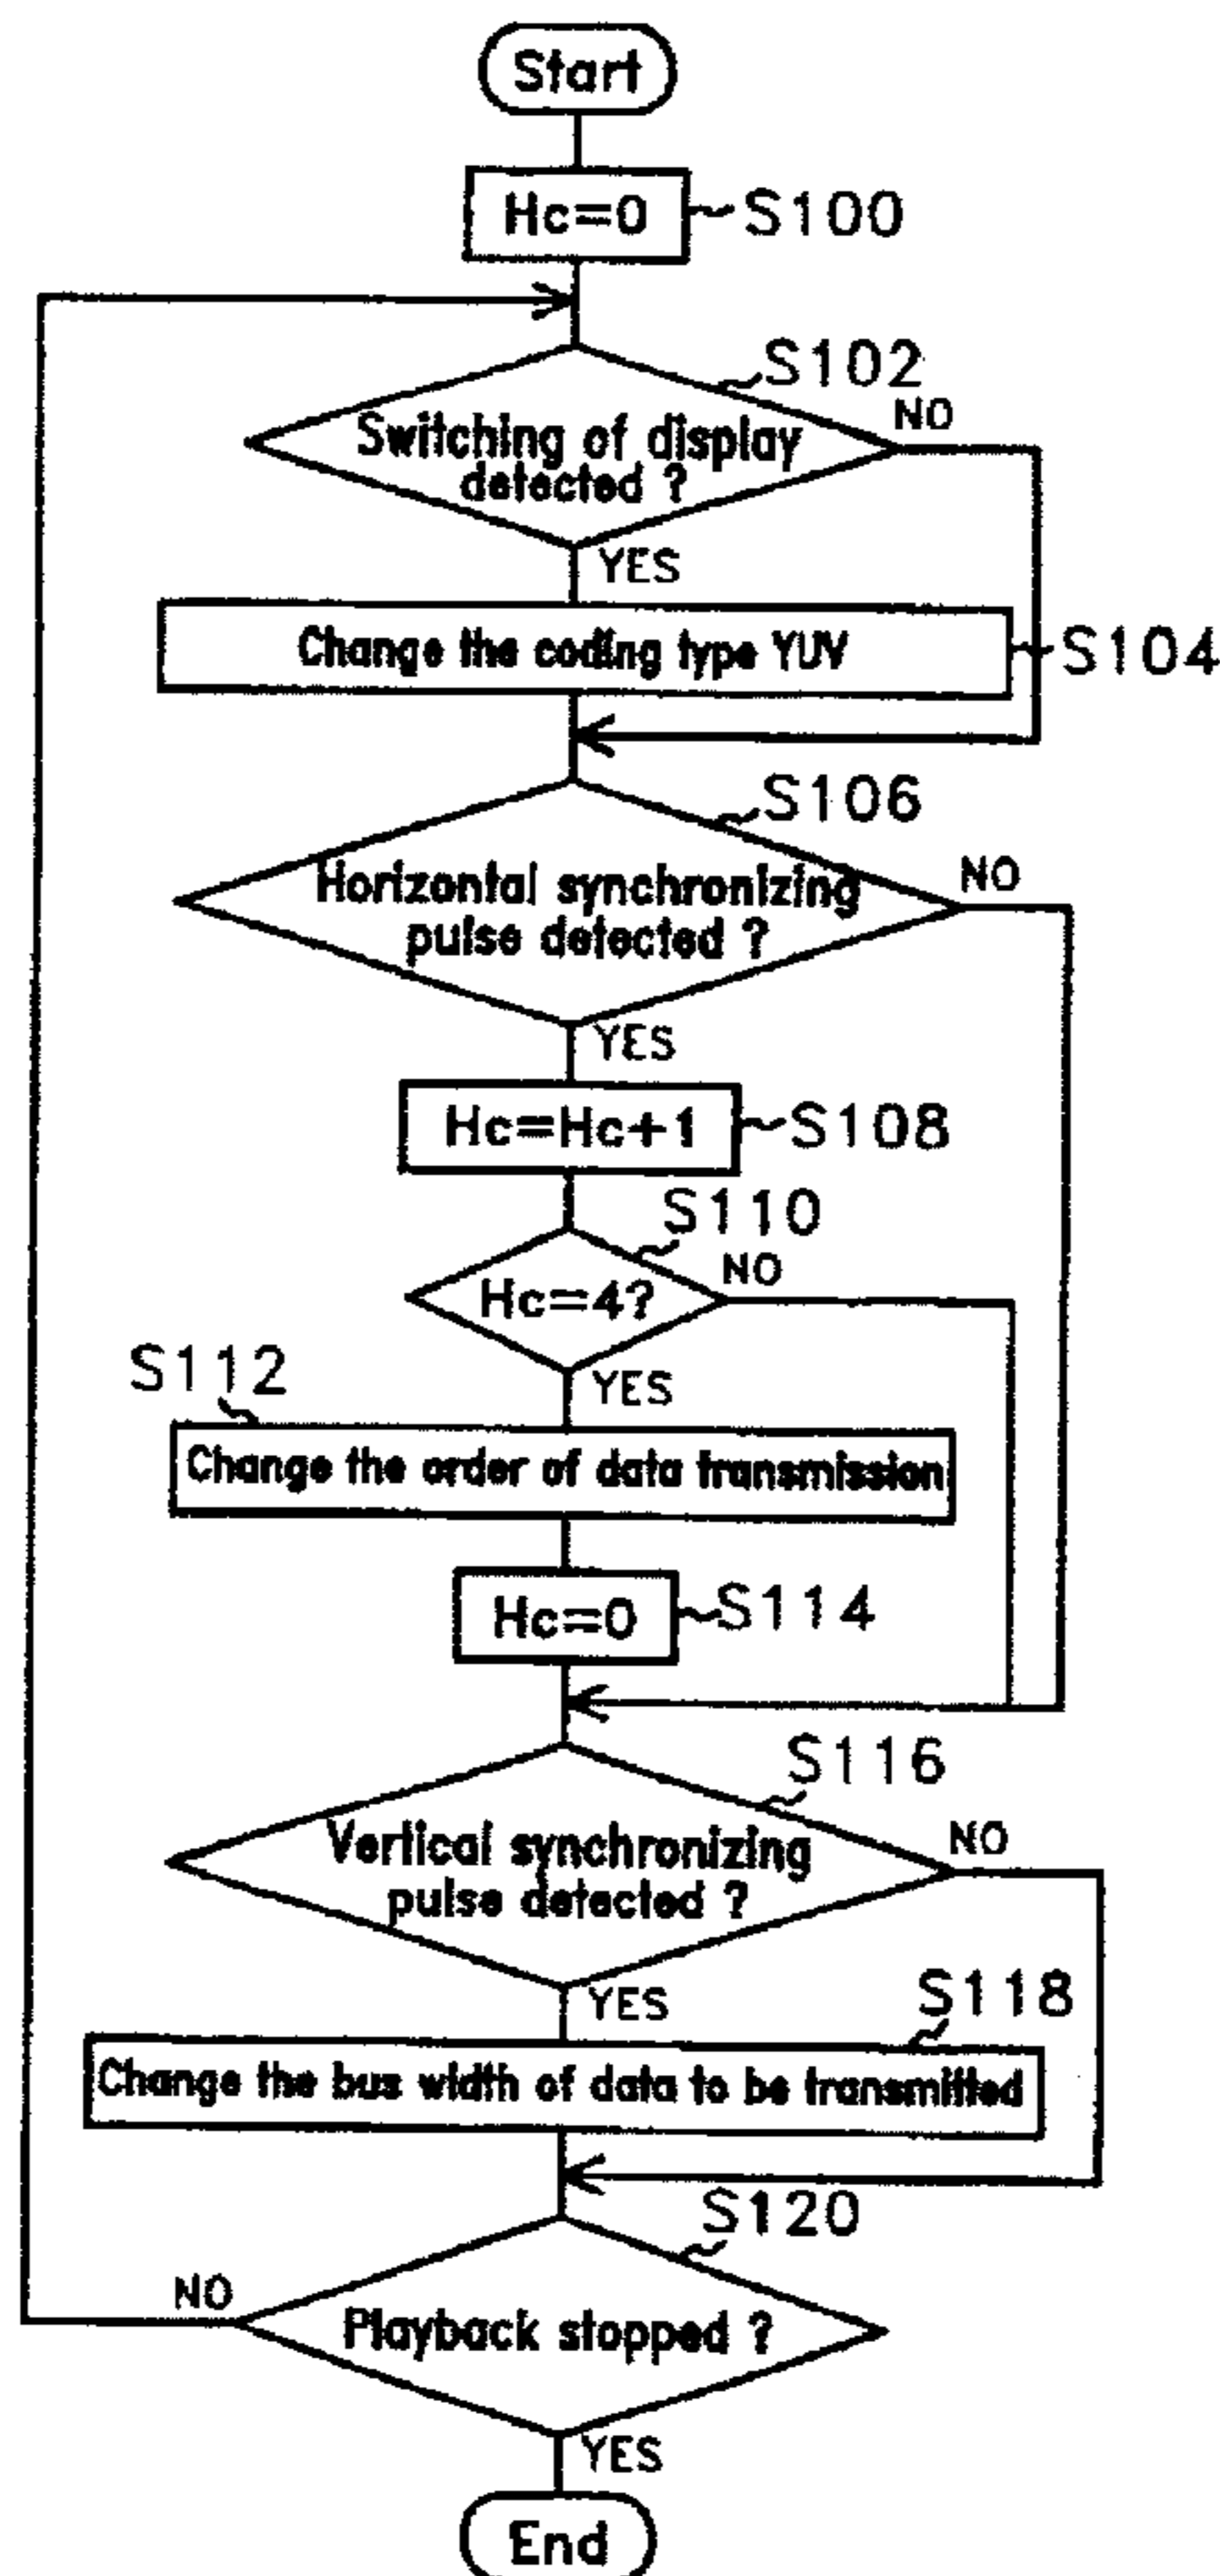 Start
Hc=0
S100
S102
Switching of display
detected ?
NO
YES
Change the coding type YUV
S104
S106
Horizontal synchronizing
pulse detected ?
NO
YES
Hc=Hc+1
S108
S110
Hc=4?
NO
YES
S112
Change the order of data transmission
Hc=0
S114
S116
Vertical synchronizing
pulse detected ?
NO
YES
S118
Change the bus width of data to be transmitted
S120
NO
Playback stopped ?
YES
End